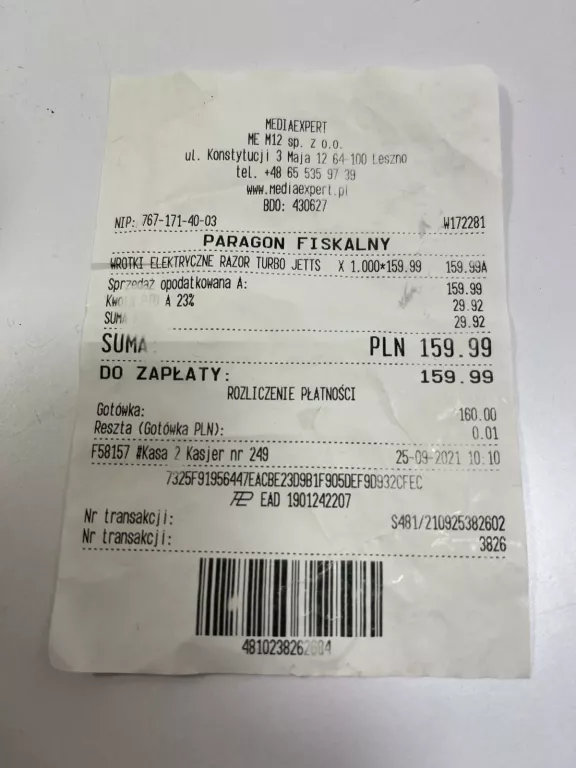 MEDIAEXPERT
ME M12 sp. z o.o.
ul. Konstytucji 3 Maja 12 64-100 Leszno
tel. +48 65 535 97 39
www.mediaexpert.pl
BDO: 430627
NIP: 767-171-40-03 W172281
PARAGON FISKALNY
WROTKI ELEKTRYCZNE RAZOR TURBO JETTS X 1.000*159.99 159.99A
Sprzedaż opodatkowana A: 159.99
A 23% 29.92
SUMA 29.92
SUMA: PLN 159.99
DO ZAPŁATY: 159.99
ROZLICZENIE PŁATNOŚCI
Gotówka: 160.00
Reszta (Gotówka PLN): 0.01
F58157 #Kasa 2 Kasjer nr 249 25-09-2021 10:10
7325F91956447EACBE23D9B1F905DEF9D932CFEC
EAD 1901242207
Nr transakcji: S481/210925382602
Nr transakcji: 3826